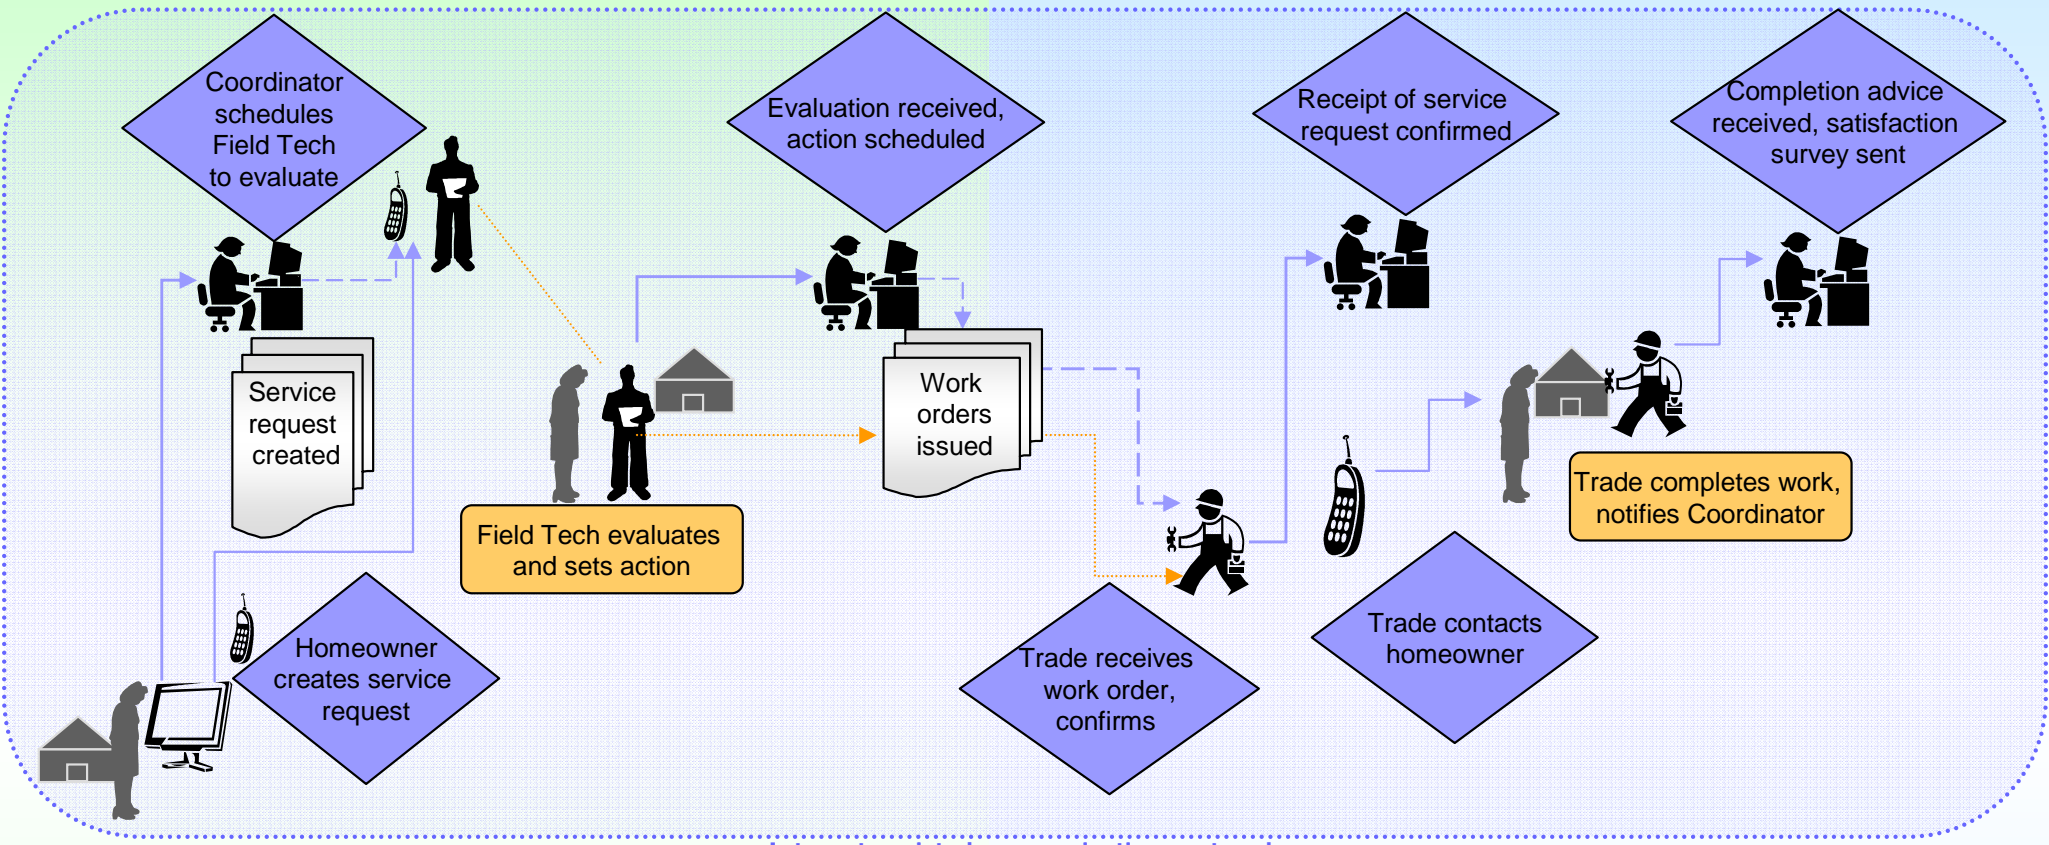 Coordinator
schedules
Field Tech
to evaluate
Evaluation received,
action scheduled
Receipt of service
request confirmed
Completion advice
received, satisfaction
survey sent
Service
request
created
Work
orders
issued
Field Tech evaluates
and sets action
Trade completes work,
notifies Coordinator
Homeowner
creates service
request
Trade receives
work order,
confirms
Trade contacts
homeowner